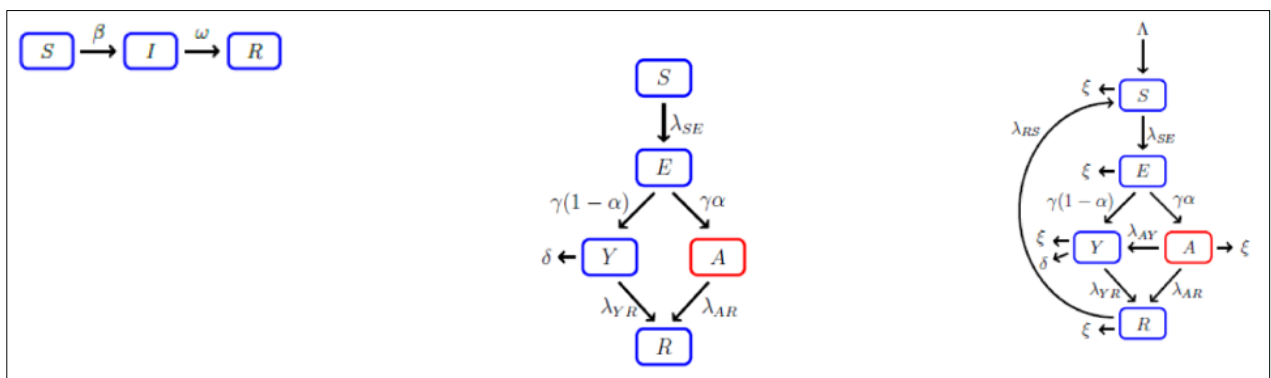 S β I ω R
S
λ_SE
E
γ(1 − α) γα
δ Y A
λ_YR λ_AR
R
Λ
ξ S
λ_RS λ_SE
ξ E
γ(1 − α) γα
ξ δ Y λ_AY A ξ
λ_YR λ_AR
ξ R